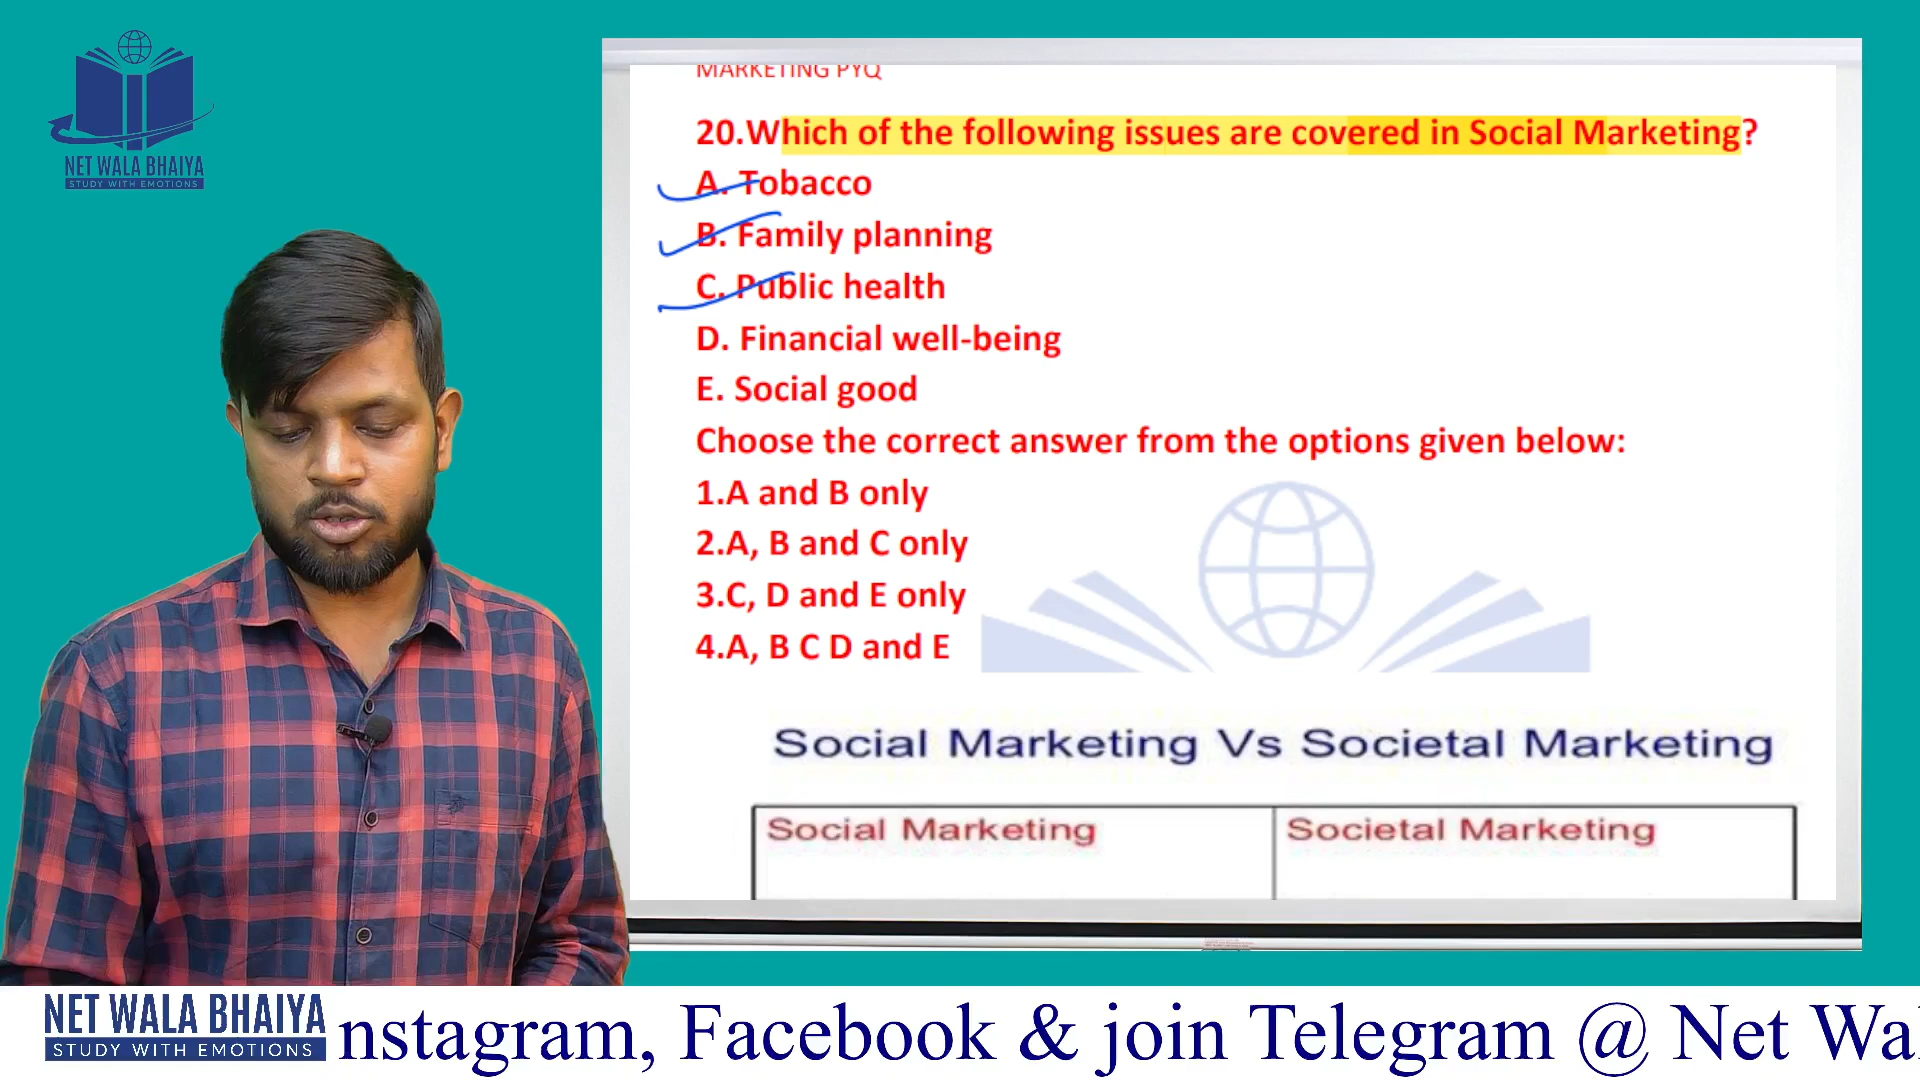 NET WALA BHAIYA
STUDY WITH EMOTIONS
MARKETING PYQ
20.Which of the following issues are covered in Social Marketing?
A. Tobacco
B. Family planning
C. Public health
D. Financial well-being
E. Social good
Choose the correct answer from the options given below:
1.A and B only
2.A, B and C only
3.C, D and E only
4.A, B C D and E
Social Marketing Vs Societal Marketing
Social Marketing
Societal Marketing
NET WALA BHAIYA
STUDY WITH EMOTIONS
nstagram, Facebook & join Telegram @ Net Wal